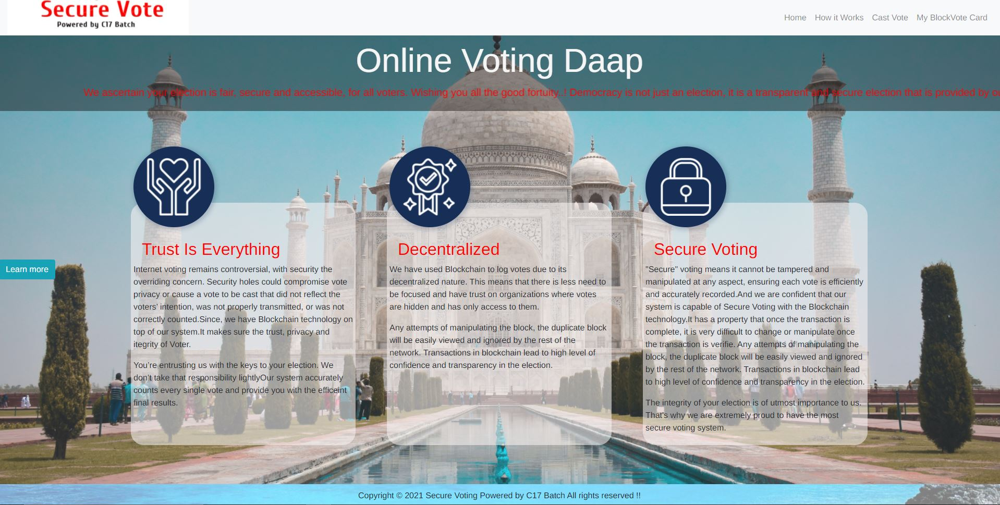 Secure Vote
Powered by C17 Batch
Home How it Works Cast Vote My BlockVote Card
Online Voting Daap
We ascertain your election is fair, secure and accessible, for all voters. Wishing you all the good fortuity..! Democracy is not just an election, it is a transparent and secure election that is provided by
Learn more
Trust Is Everything
Internet voting remains controversial, with security the
overriding concern. Security holes could compromise vote
privacy or cause a vote to be cast that did not reflect the
voters’ intention, was not properly transmitted, or was not
correctly counted.Since, we have Blockchain technology on
top of our system.It makes sure the trust, privacy and
itegrity of Voter.
You’re entrusting us with the keys to your election. We
don’t take that responsibility lightlyOur system accurately
counts every single vote and provide you with the efficeint
final results.
Decentralized
We have used Blockchain to log votes due to its
decentralized nature. This means that there is less need to
be focused and have trust on organizations where votes
are hidden and has only access to them.
Any attempts of manipulating the block, the duplicate block
will be easily viewed and ignored by the rest of the
network. Transactions in blockchain lead to high level of
confidence and transparency in the election.
Secure Voting
"Secure" voting means it cannot be tampered and
manipulated at any aspect, ensuring each vote is efficiently
and accurately recorded.And we are confident that our
system is capable of Secure Voting with the Blockchain
technology.It has a property that once the transaction is
complete, it is very difficult to change or manipulate once
the transaction is verifie. Any attempts of manipulating the
block, the duplicate block will be easily viewed and ignored
by the rest of the network. Transactions in blockchain lead
to high level of confidence and transparency in the election.
The integrity of your election is of utmost importance to us.
That's why we are extremely proud to have the most
secure voting system.
Copyright © 2021 Secure Voting Powered by C17 Batch All rights reserved !!